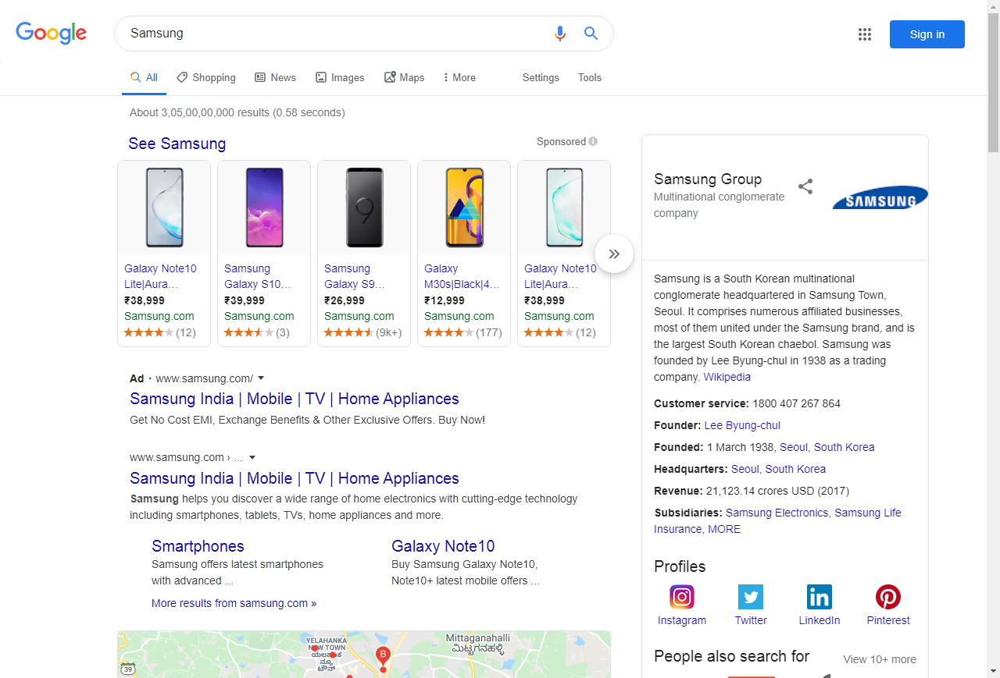 Google
Samsung
Sign in
All
Shopping
News
Images
Maps
More
Settings
Tools
About 3,05,00,00,000 results (0.58 seconds)
See Samsung
Sponsored
9
Galaxy Note10
Lite|Aura...
₹38,999
Samsung.com
(12)
Samsung
Galaxy S10...
₹39,999
Samsung.com
(3)
Samsung
Galaxy S9...
₹26,999
Samsung.com
(9k+)
Galaxy
M30s|Black|4...
₹12,999
Samsung.com
(177)
Galaxy Note10
Lite|Aura...
₹38,999
Samsung.com
(12)
Ad · www.samsung.com/
Samsung India | Mobile | TV | Home Appliances
Get No Cost EMI, Exchange Benefits & Other Exclusive Offers. Buy Now!
www.samsung.com › ...
Samsung India | Mobile | TV | Home Appliances
Samsung helps you discover a wide range of home electronics with cutting-edge technology
including smartphones, tablets, TVs, home appliances and more.
Smartphones
Samsung offers latest smartphones
with advanced ...
Galaxy Note10
Buy Samsung Galaxy Note10,
Note10+ latest mobile offers ...
More results from samsung.com »
YELAHANKA
NEW TOWN
ಯಲಹಂಕ
ನ್ಯೂ
ಟೌನ್
B
Mittaganahalli
ಮಿಟ್ಟಗನಹಳ್ಳಿ
39
Samsung Group
Multinational conglomerate
company
SAMSUNG
Samsung is a South Korean multinational
conglomerate headquartered in Samsung Town,
Seoul. It comprises numerous affiliated businesses,
most of them united under the Samsung brand, and is
the largest South Korean chaebol. Samsung was
founded by Lee Byung-chul in 1938 as a trading
company. Wikipedia
Customer service: 1800 407 267 864
Founder: Lee Byung-chul
Founded: 1 March 1938, Seoul, South Korea
Headquarters: Seoul, South Korea
Revenue: 21,123.14 crores USD (2017)
Subsidiaries: Samsung Electronics, Samsung Life
Insurance, MORE
Profiles
Instagram
Twitter
LinkedIn
Pinterest
People also search for
View 10+ more